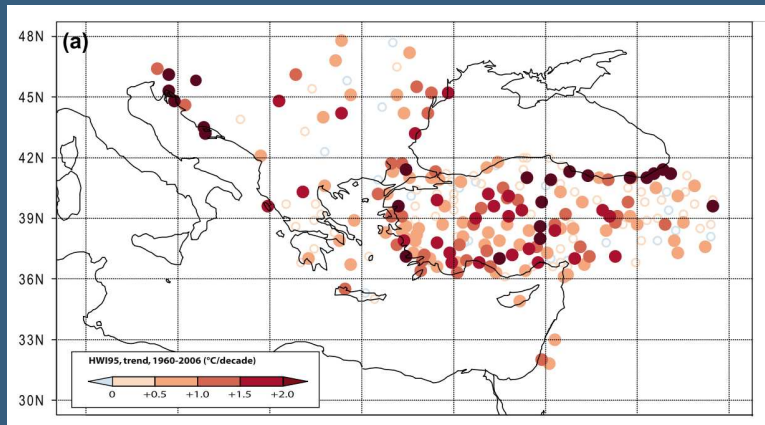 (a)
48N
45N
42N
39N
36N
33N
30N
HWI95, trend, 1960-2006 (°C/decade)
0 +0.5 +1.0 +1.5 +2.0